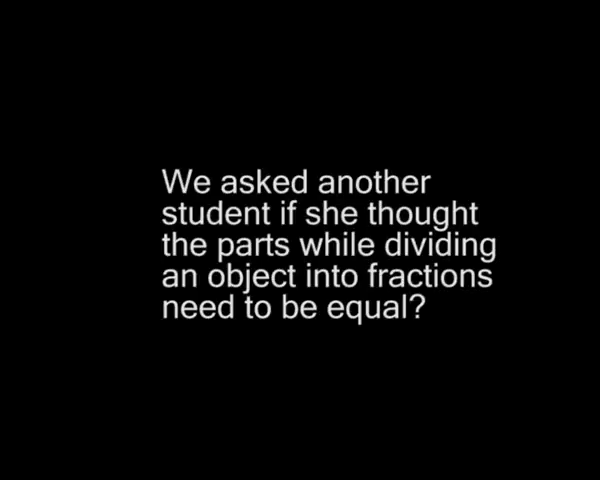 We asked another
student if she thought
the parts while dividing
an object into fractions
need to be equal?